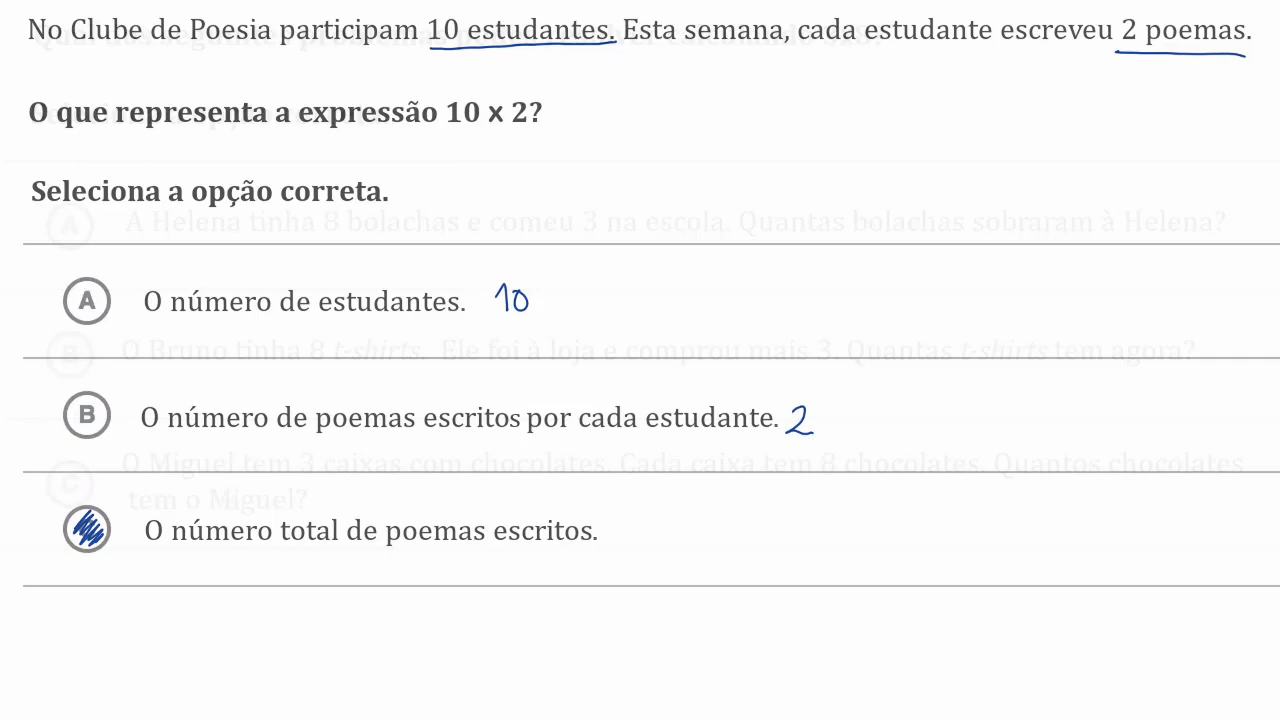 No Clube de Poesia participam 10 estudantes. Esta semana, cada estudante escreveu 2 poemas.
O que representa a expressão 10 x 2?
Seleciona a opção correta.
A Helena tinha 8 bolachas e comeu 3 na escola. Quantas bolachas sobraram à Helena?
A O número de estudantes. 10
B O Bruno tinha 8 t-shirts. Ele foi à loja e comprou mais 3. Quantas t-shirts tem agora?
B O número de poemas escritos por cada estudante. 2
C O Miguel tem 3 caixas com chocolates. Cada caixa tem 8 chocolates. Quantos chocolates
tem o Miguel?
O número total de poemas escritos.